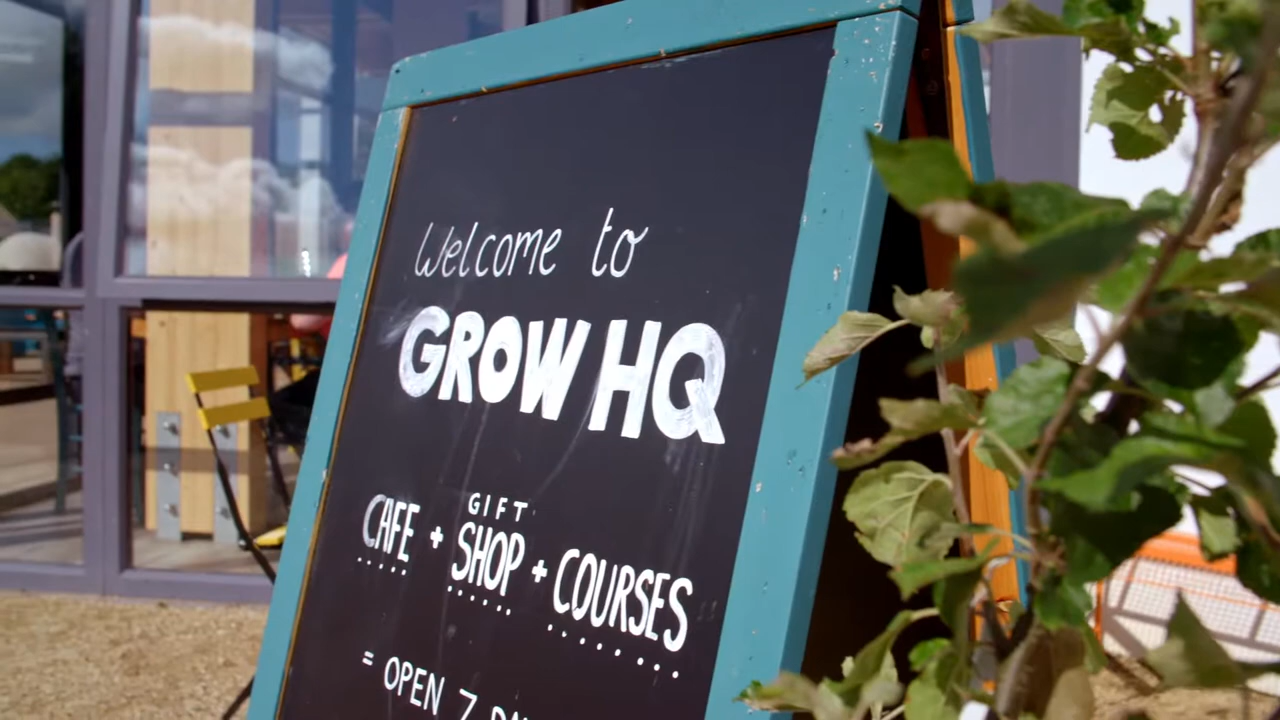 Welcome to
GROW HQ
GIFT
CAFE + SHOP + COURSES
= OPEN 7